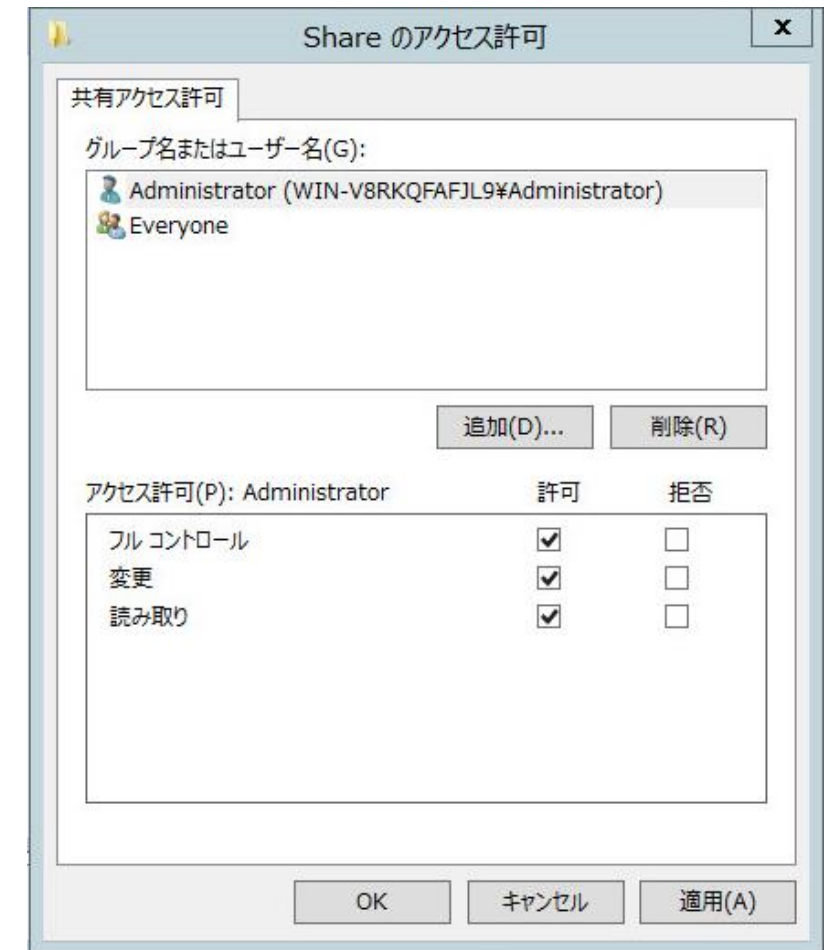 Share のアクセス許可
x
共有アクセス許可
グループ名またはユーザー名(G):
Administrator (WIN-V8RKQFAFJL9¥Administrator)
Everyone
追加(D)... 削除(R)
アクセス許可(P): Administrator 許可 拒否
フル コントロール
変更
読み取り
OK キャンセル 適用(A)